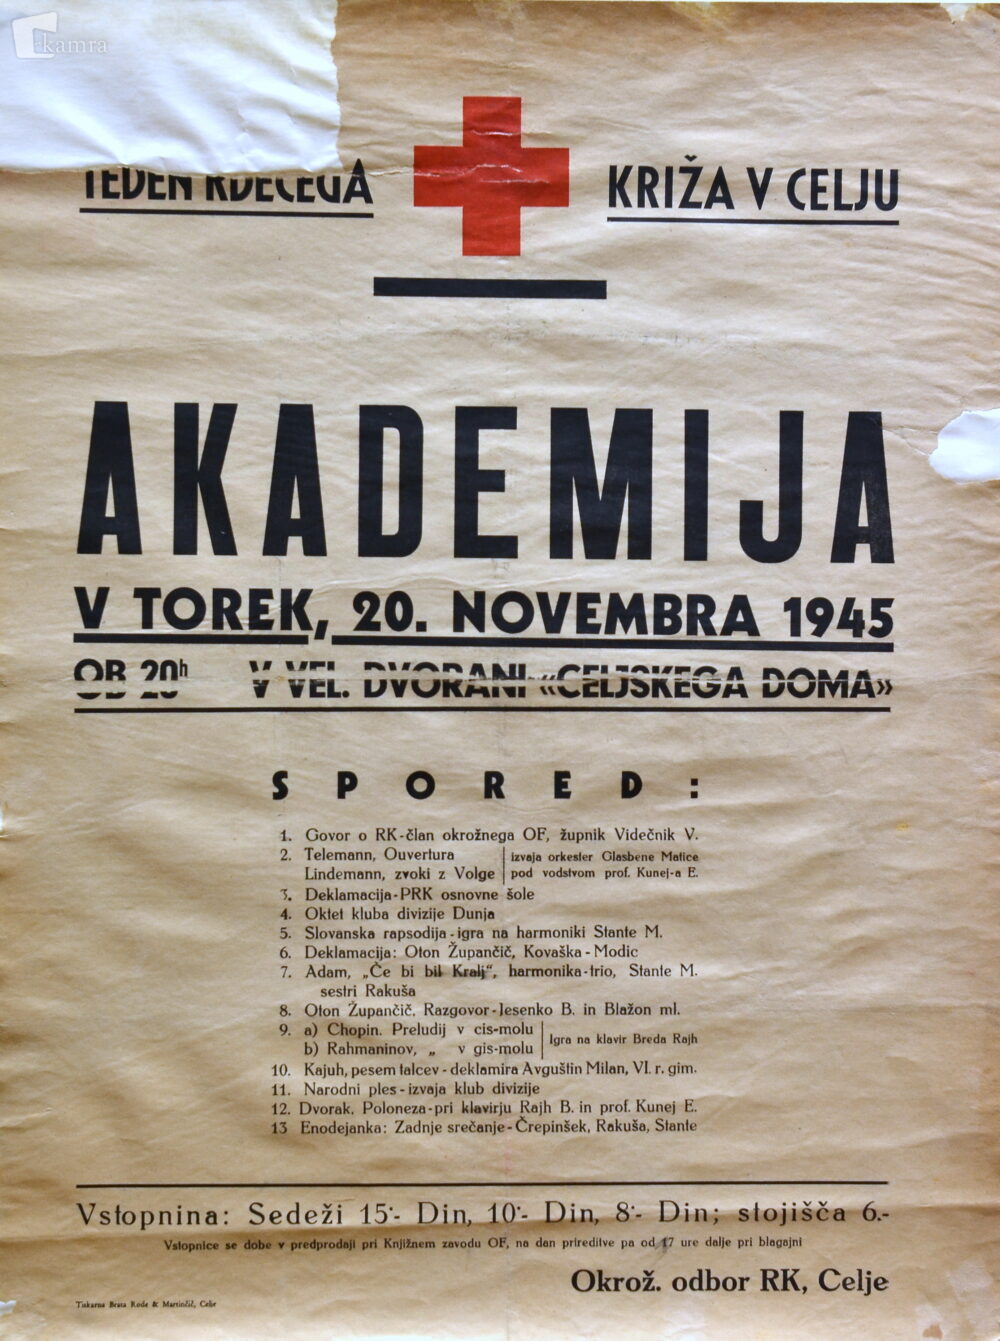 kamra
TEDEN RDEČEGA KRIŽA V CELJU
AKADEMIJA
V TOREK, 20. NOVEMBRA 1945
OB 20h V VEL. DVORANI «CELJSKEGA DOMA»
SPORED:
1. Govor o RK-član okrožnega OF, župnik Videčnik V.
2. Telemann, Ouvertura izvaja orkester Glasbene Matice
Lindemann, zvoki z Volge pod vodstvom prof. Kunej-a E.
3. Deklamacija-PRK osnovne šole
4. Oktet kluba divizije Dunja
5. Slovanska rapsodija-igra na harmoniki Stante M.
6. Deklamacija: Oton Župančič, Kovaška-Modic
7. Adam, „Če bi bil Kralj“, harmonika-trio, Stante M.
sestri Rakuša
8. Oton Župančič. Razgovor-Jesenko B. in Blažon ml.
9. a) Chopin. Preludij v cis-molu Igra na klavir Breda Rajh
b) Rahmaninov, „ v gis-molu
10. Kajuh, pesem talcev-deklamira Avguštin Milan, VI. r. gim.
11. Narodni ples-izvaja klub divizije
12. Dvorak. Poloneza-pri klavirju Rajh B. in prof. Kunej E.
13 Enodejanka: Zadnje srečanje-Črepinšek, Rakuša, Stante
Vstopnina: Sedeži 15·- Din, 10·- Din, 8·- Din; stojišča 6.-
Vstopnice se dobe v predprodaji pri Knjižnem zavodu OF, na dan prireditve pa od 17 ure dalje pri blagajni
Okrož. odbor RK, Celje
Tiskarna Brata Rode & Martinčič, Celje